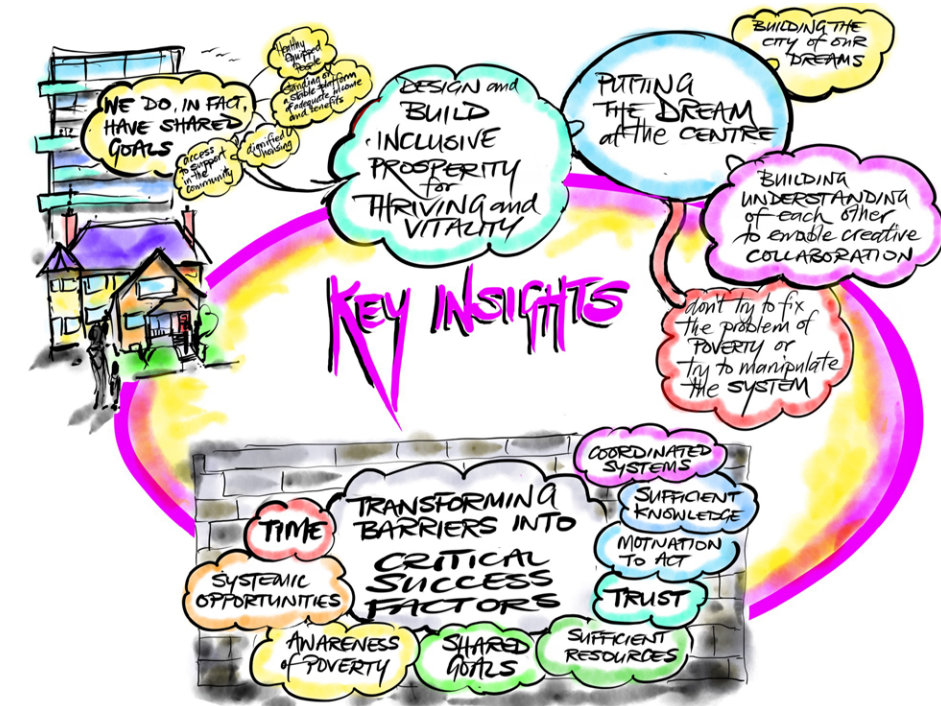 WE DO, IN FACT,
HAVE SHARED
GOALS
Healthy
Equipped
People
Landing on
a stable platform
of adequate income
and benefits
dignified
housing
access
to support
in the
community
DESIGN and
BUILD
INCLUSIVE
PROSPERITY
for
THRIVING and
VITALITY
PUTTING
THE DREAM
at the CENTRE
BUILDING THE
CITY of OUR
DREAMS
BUILDING
UNDERSTANDING
of each other
to enable creative
COLLABORATION
don't try to fix
the problem of
POVERTY or
try to manipulate
the SYSTEM
KEY INSIGHTS
TRANSFORMING
BARRIERS INTO
CRITICAL
SUCCESS
FACTORS
TIME
SYSTEMIC
OPPORTUNITIES
AWARENESS
of POVERTY
SHARED
GOALS
SUFFICIENT
RESOURCES
TRUST
MOTIVATION
TO ACT
SUFFICIENT
KNOWLEDGE
COORDINATED
SYSTEMS